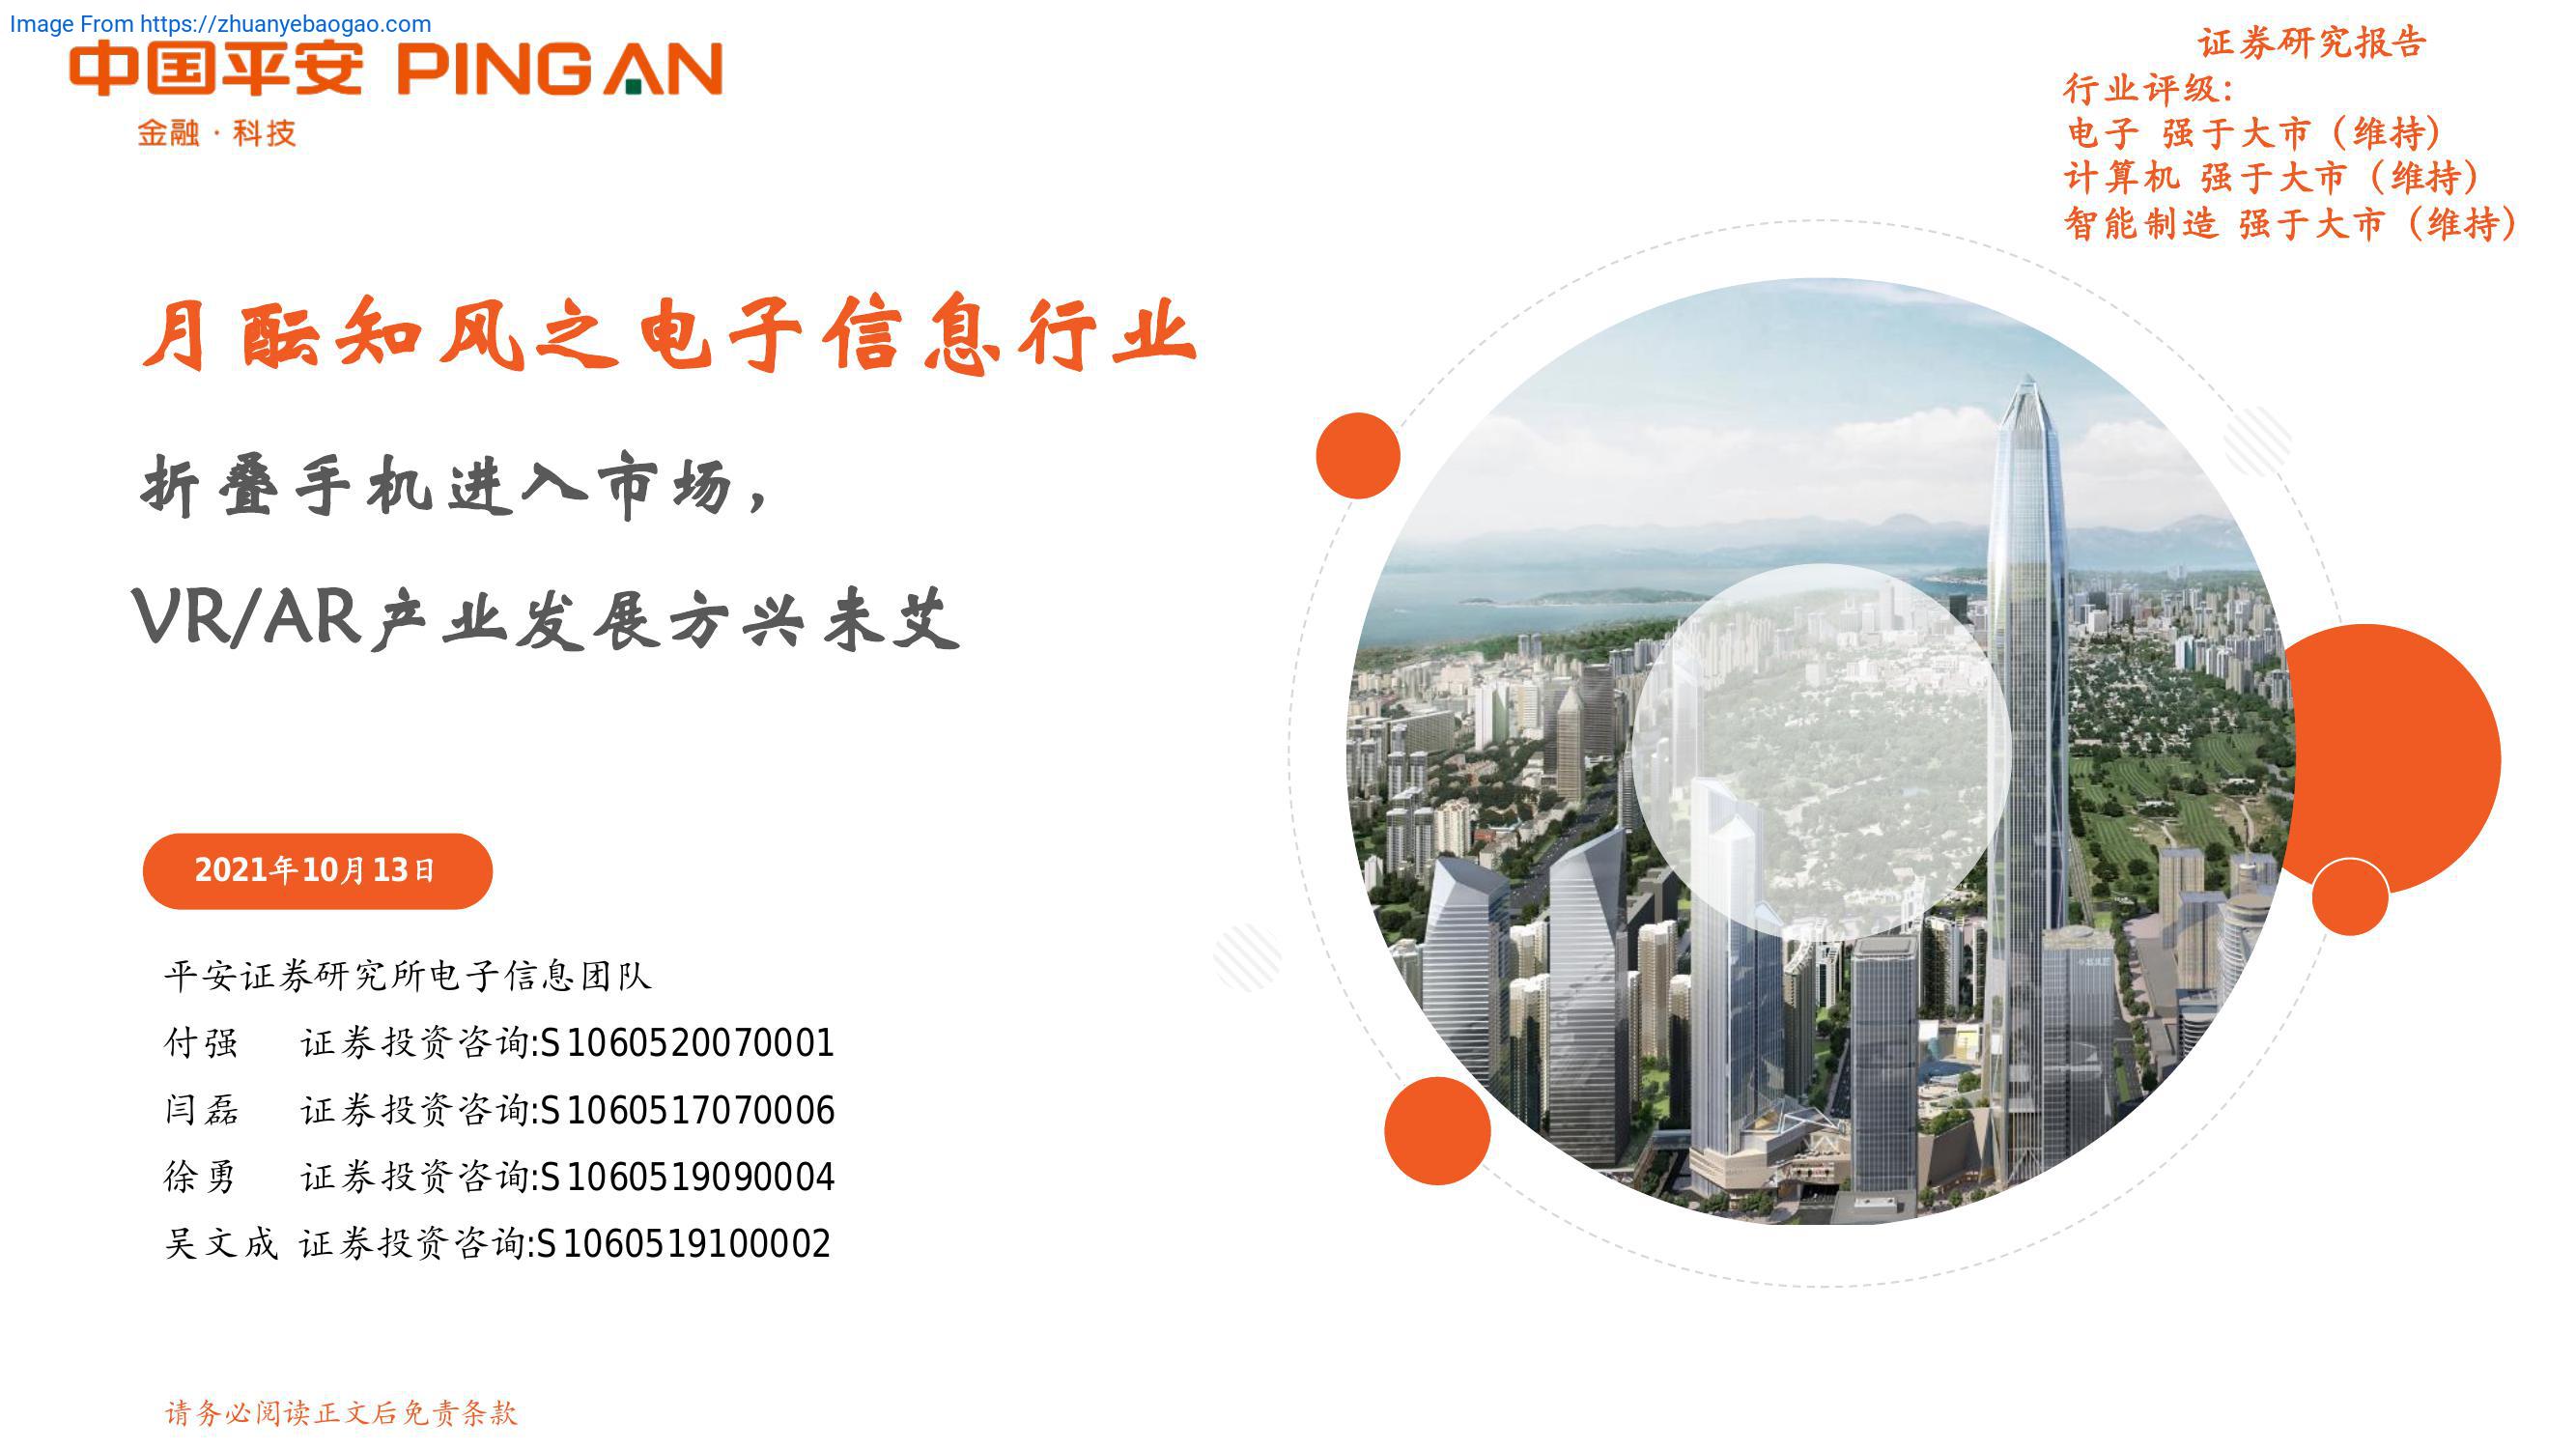 Image From https://zhuanyebaogao.com
中国平安 PINGAN
金融·科技
证券研究报告
行业评级:
电子 强于大市（维持）
计算机 强于大市（维持）
智能制造 强于大市（维持）
月酝知风之电子信息行业
折叠手机进入市场，
VR/AR产业发展方兴未艾
2021年10月13日
平安证券研究所电子信息团队
付强 证券投资咨询:S1060520070001
闫磊 证券投资咨询:S1060517070006
徐勇 证券投资咨询:S1060519090004
吴文成 证券投资咨询:S1060519100002
请务必阅读正文后免责条款